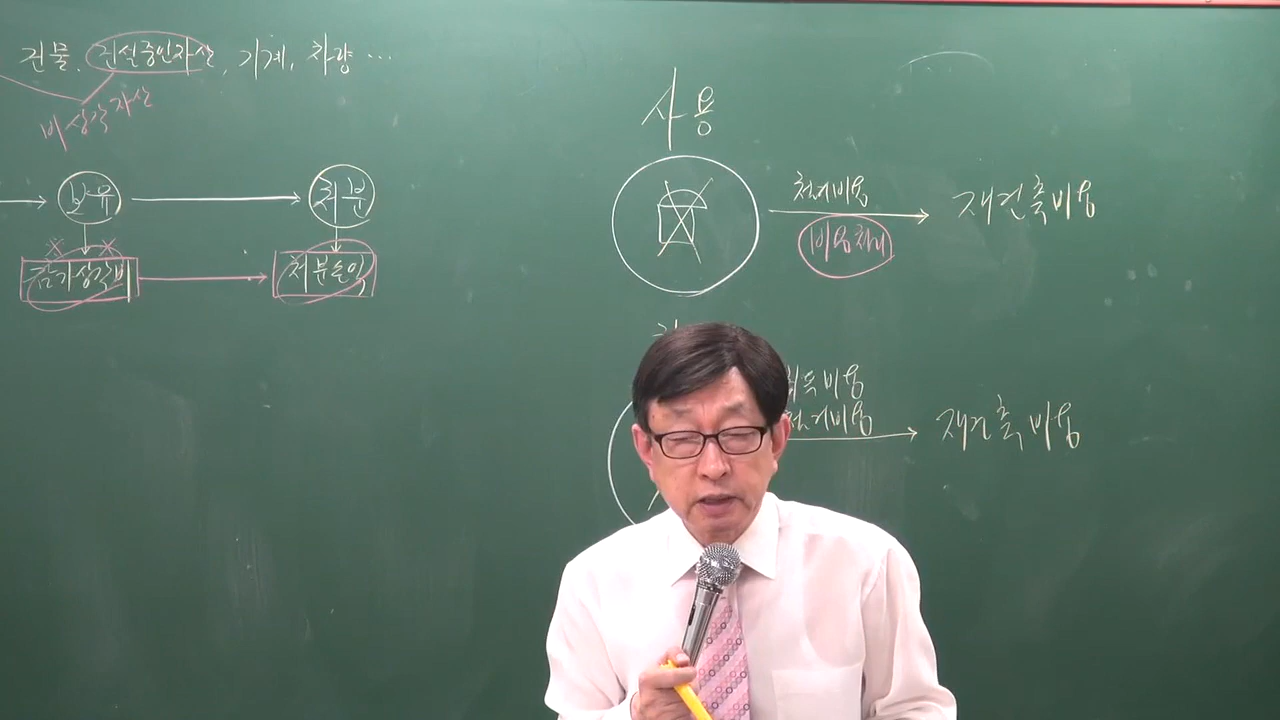 건물, 건설중인자산, 기계, 차량 …
비상각자산
보유 처분
감가상각비 처분손익
사용
철거비용 재건축비용
비용처리
취득비용
철거비용 재건축비용